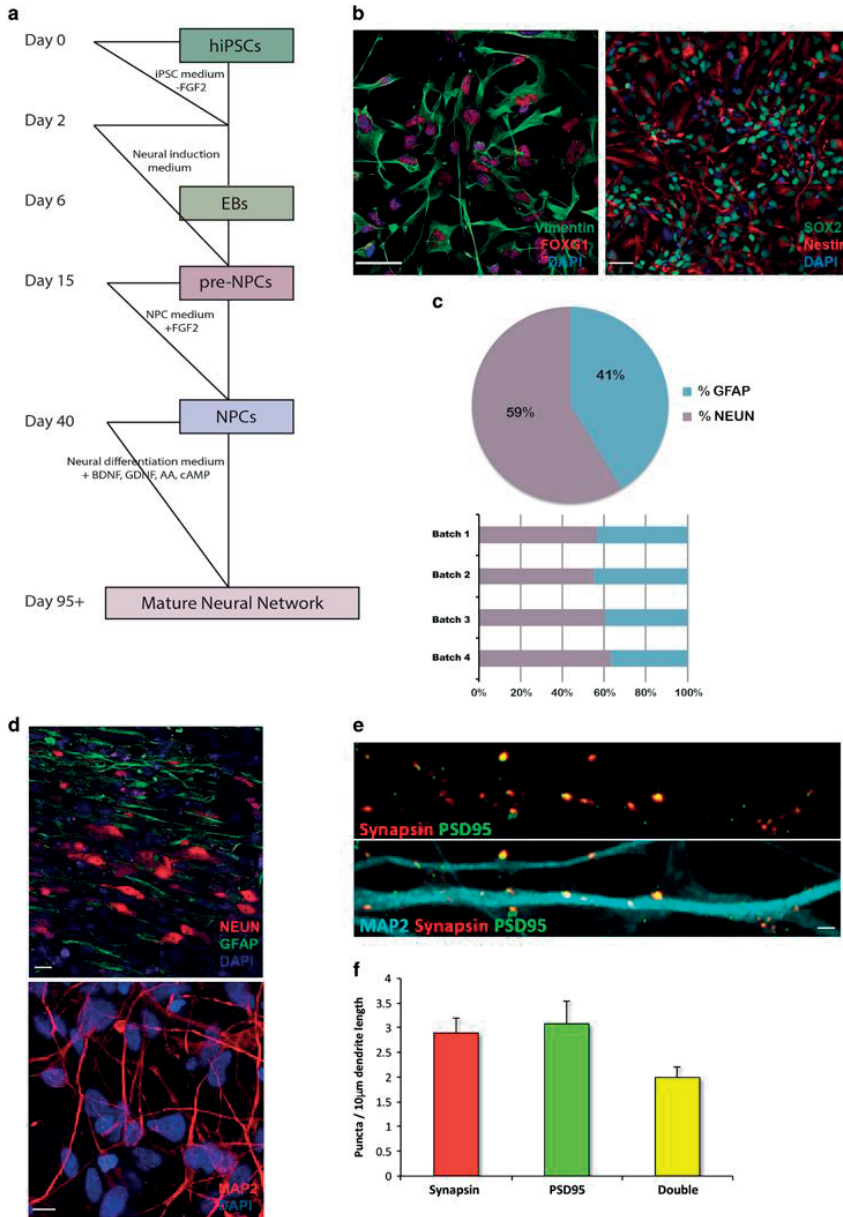 a
Day 0
hiPSCs
iPSC medium
-FGF2
Day 2
Neural induction
medium
Day 6
EBs
Day 15
pre-NPCs
NPC medium
+FGF2
Day 40
NPCs
Neural differentiation medium
+ BDNF, GDNF, AA, cAMP
Day 95+
Mature Neural Network
b
Vimentin
FOXG1
DAPI
SOX2
Nestin
DAPI
c
41%
59%
% GFAP
% NEUN
Batch 1
Batch 2
Batch 3
Batch 4
0% 20% 40% 60% 80% 100%
d
NEUN
GFAP
DAPI
MAP2
DAPI
e
Synapsin PSD95
MAP2 Synapsin PSD95
f
Puncta / 10µm dendrite length
4
3.5
3
2.5
2
1.5
1
0.5
0
Synapsin PSD95 Double